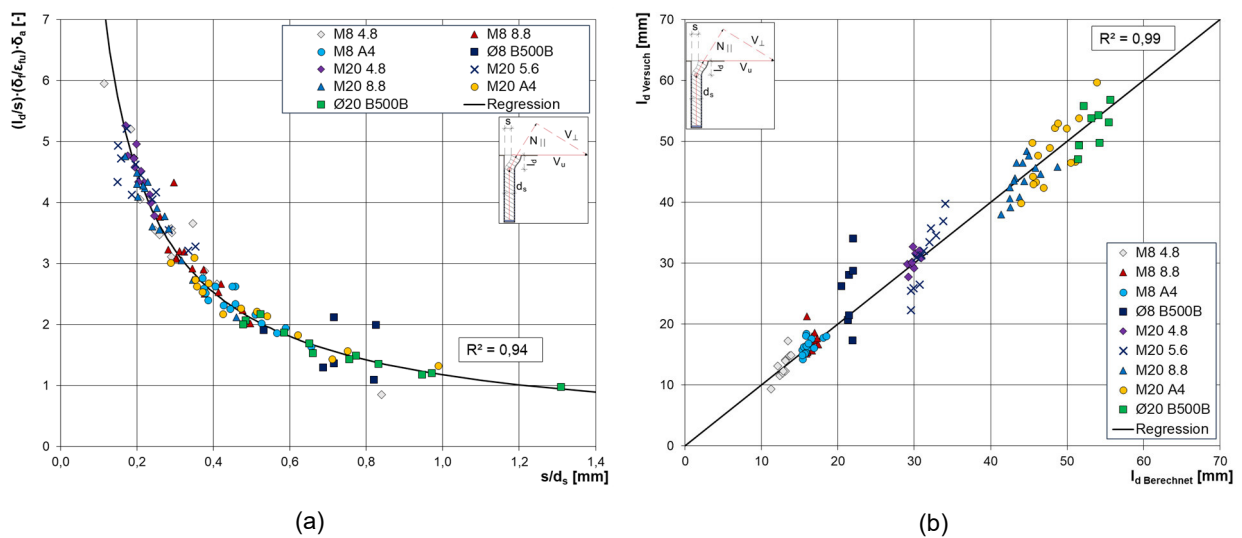 (l_d/s)·(δ_f/ε_fu)·δ_a [-]
7
6
5
4
3
2
1
0
0,0 0,2 0,4 0,6 0,8 1,0 1,2 1,4
s/d_s [mm]
M8 4.8 M8 8.8
M8 A4 Ø8 B500B
M20 4.8 M20 5.6
M20 8.8 M20 A4
Ø20 B500B Regression
s
N||
V⊥
l_d
V_u
d_s
R² = 0,94
(a)
l_d Versuch [mm]
70
60
50
40
30
20
10
0
0 10 20 30 40 50 60 70
l_d Berechnet [mm]
s
N||
V⊥
l_d
V_u
d_s
R² = 0,99
M8 4.8
M8 8.8
M8 A4
Ø8 B500B
M20 4.8
M20 5.6
M20 8.8
M20 A4
Ø20 B500B
Regression
(b)